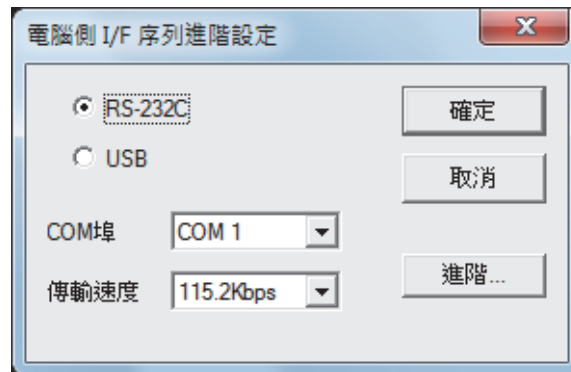 電腦側 I/F 序列進階設定
RS-232C
確定
USB
取消
COM埠
COM 1
進階...
傳輸速度
115.2Kbps